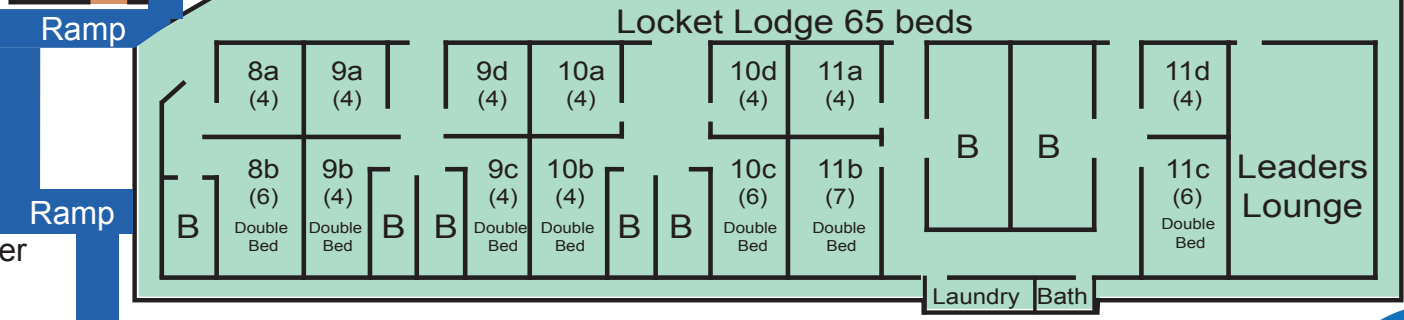 Ramp
Locket Lodge 65 beds
8a
(4)
9a
(4)
9d
(4)
10a
(4)
10d
(4)
11a
(4)
11d
(4)
B
B
8b
(6)
Double
Bed
9b
(4)
Double
Bed
9c
(4)
Double
Bed
10b
(4)
Double
Bed
10c
(6)
Double
Bed
11b
(7)
Double
Bed
11c
(6)
Double
Bed
Leaders
Lounge
Ramp
er
B
B
B
B
B
Laundry
Bath